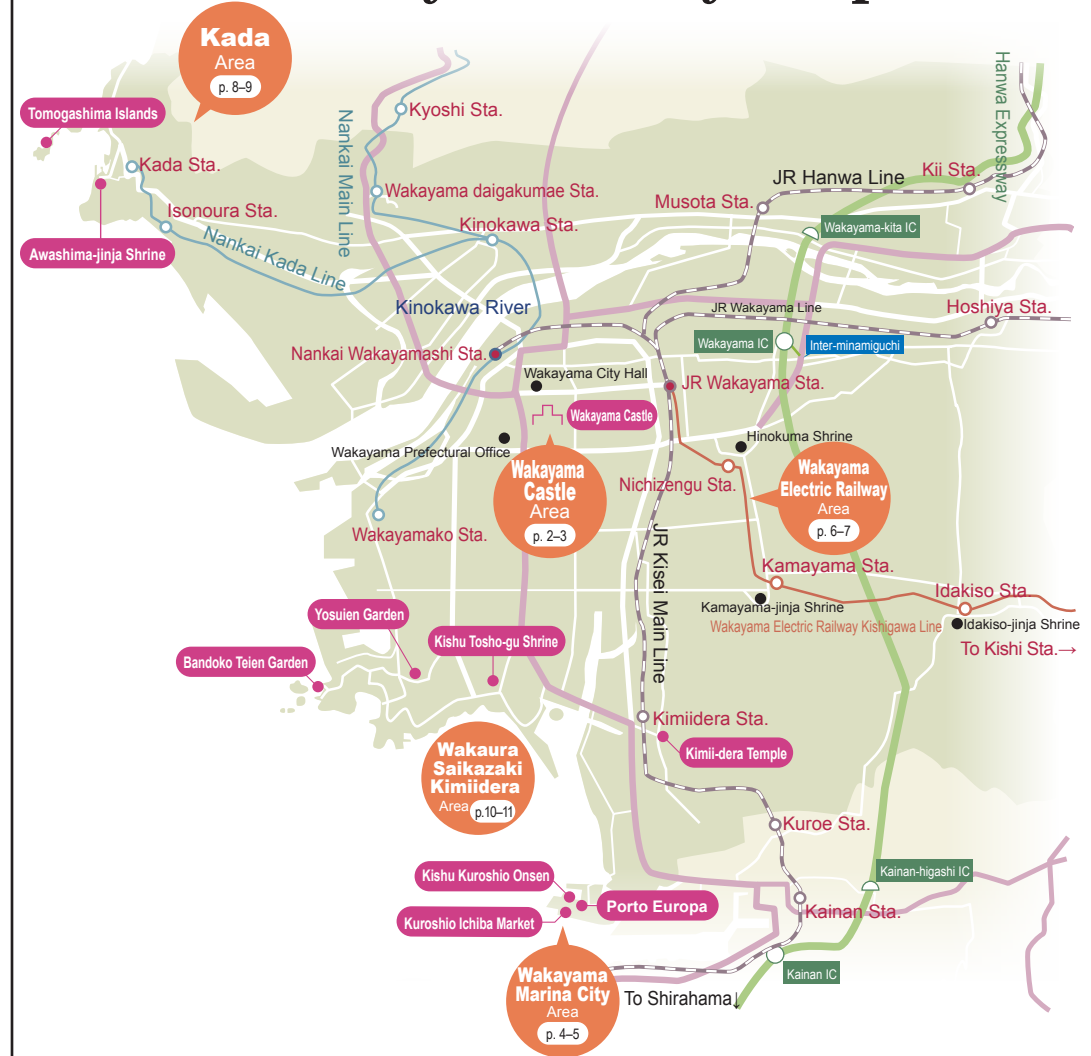 Kada
Area
p. 8–9
Tomogashima Islands
Kada Sta.
Isonoura Sta.
Awashima-jinja Shrine
Nankai Kada Line
Nankai Main Line
Kyoshi Sta.
Wakayama daigakumae Sta.
Kinokawa Sta.
Kinokawa River
Hanwa Expressway
JR Hanwa Line
Kii Sta.
Musota Sta.
Wakayama-kita IC
JR Wakayama Line
Hoshiya Sta.
Wakayama IC
Inter-minamiguchi
Nankai Wakayamashi Sta.
Wakayama City Hall
JR Wakayama Sta.
Wakayama Castle
Wakayama Prefectural Office
Hinokuma Shrine
Wakayama
Castle
Area
p. 2–3
Nichizengu Sta.
Wakayama
Electric Railway
Area
p. 6–7
Wakayamako Sta.
JR Kisei Main Line
Kamayama Sta.
Idakiso Sta.
Kamayama-jinja Shrine
Idakiso-jinja Shrine
Wakayama Electric Railway Kishigawa Line
To Kishi Sta.→
Yosuien Garden
Kishu Tosho-gu Shrine
Bandoko Teien Garden
Kimiidera Sta.
Kimii-dera Temple
Wakaura
Saikazaki
Kimiidera
Area
p.10–11
Kuroe Sta.
Kishu Kuroshio Onsen
Porto Europa
Kuroshio Ichiba Market
Kainan-higashi IC
Kainan Sta.
Kainan IC
Wakayama
Marina City
Area
p. 4–5
To Shirahama↓